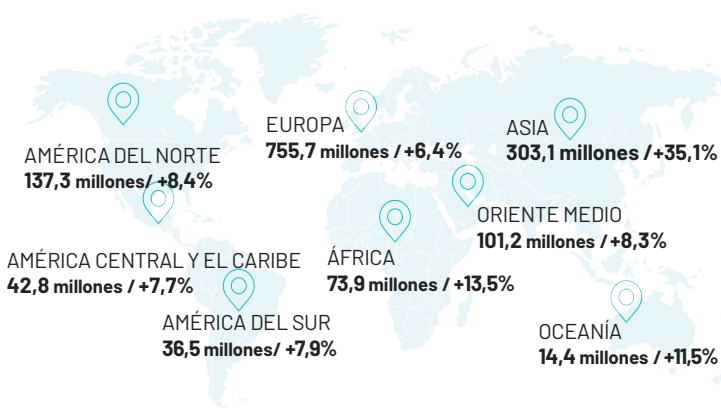 EUROPA
755,7 millones /+6,4%
ASIA
303,1 millones /+35,1%
AMÉRICA DEL NORTE
137,3 millones/ +8,4%
ORIENTE MEDIO
101,2 millones /+8,3%
AMÉRICA CENTRAL Y EL CARIBE
42,8 millones / +7,7%
ÁFRICA
73,9 millones / +13,5%
AMÉRICA DEL SUR
36,5 millones/ +7,9%
OCEANÍA
14,4 millones / +11,5%